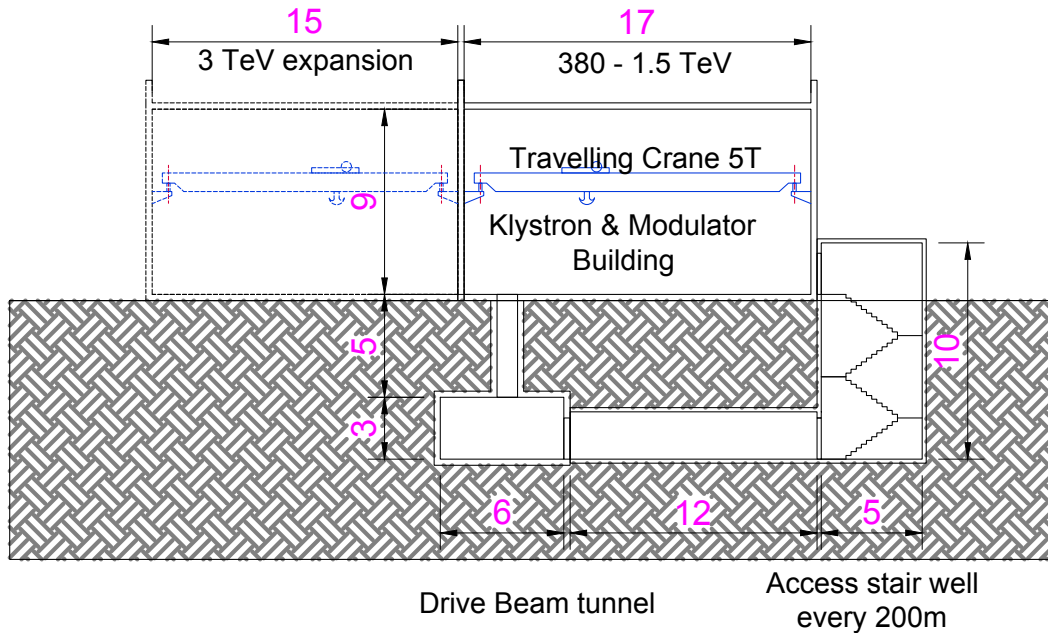 15
17
3 TeV expansion
380 - 1.5 TeV
Travelling Crane 5T
9
Klystron & Modulator
Building
5
10
3
6
12
5
Drive Beam tunnel
Access stair well
every 200m